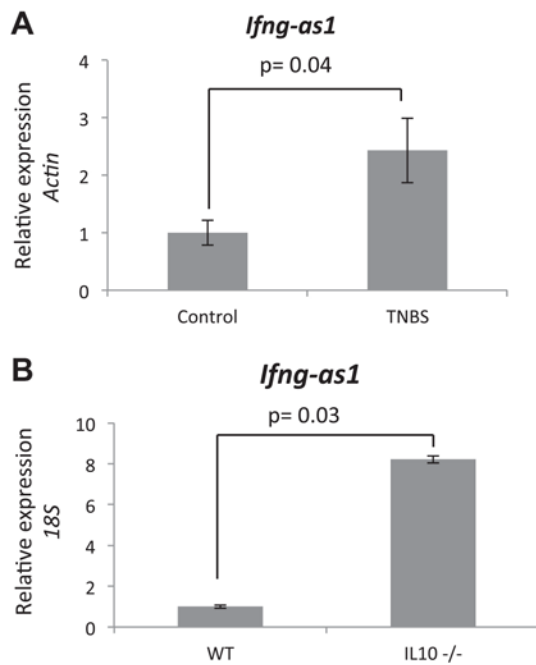 A
Ifng-as1
p= 0.04
Relative expression
Actin
4
3
2
1
0
Control TNBS
B
Ifng-as1
p= 0.03
Relative expression
18S
10
8
6
4
2
0
WT IL10 -/-